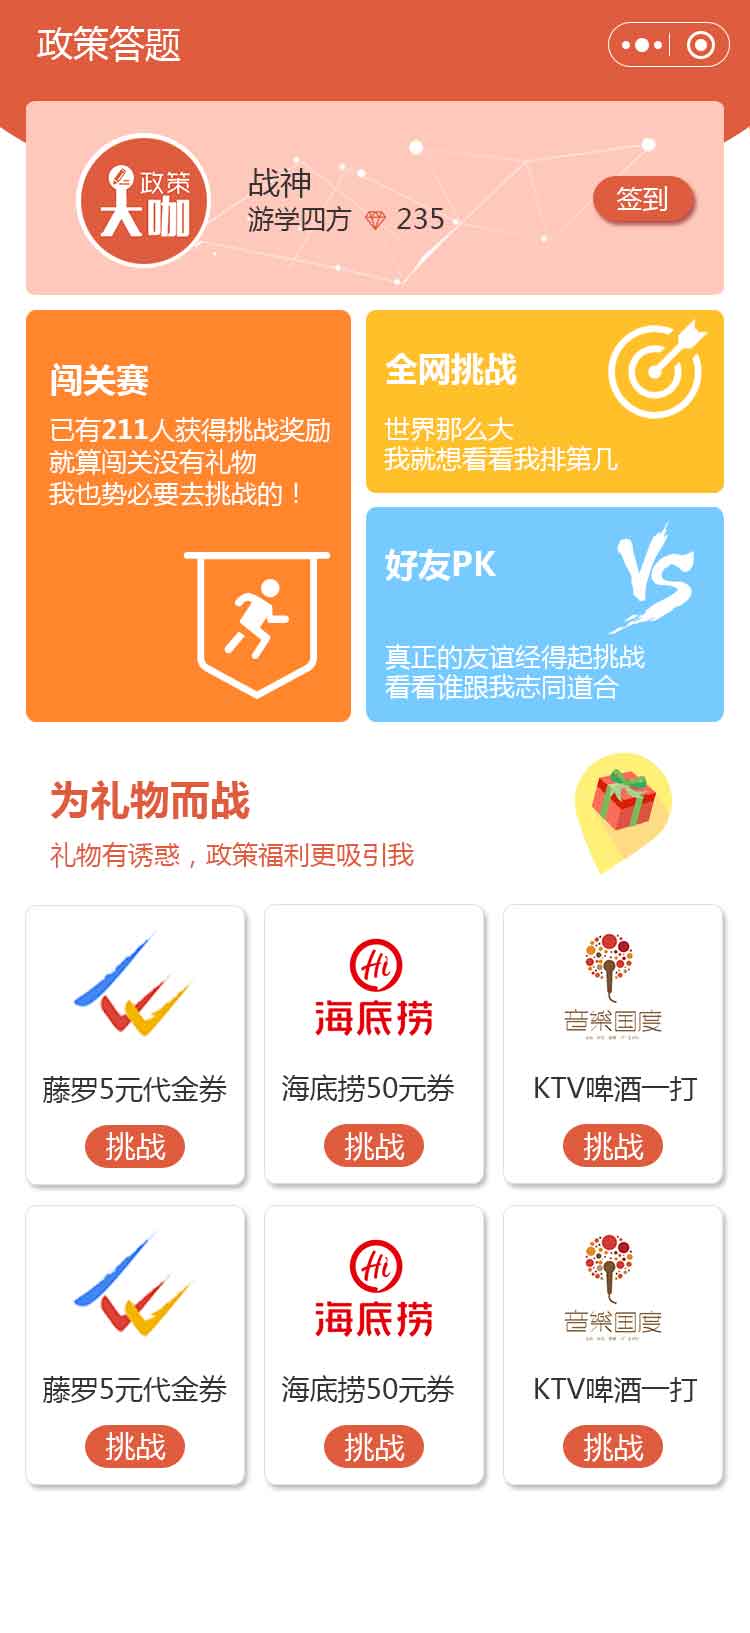 政策答题
政策
大咖
战神
游学四方 235
签到
闯关赛
已有211人获得挑战奖励
就算闯关没有礼物
我也势必要去挑战的！
全网挑战
世界那么大
我就想看看我排第几
好友PK
VS
真正的友谊经得起挑战
看看谁跟我志同道合
为礼物而战
礼物有诱惑，政策福利更吸引我
Hi
海底捞
音樂国度
藤罗5元代金券
海底捞50元券
KTV啤酒一打
挑战
挑战
挑战
Hi
海底捞
音樂国度
藤罗5元代金券
海底捞50元券
KTV啤酒一打
挑战
挑战
挑战